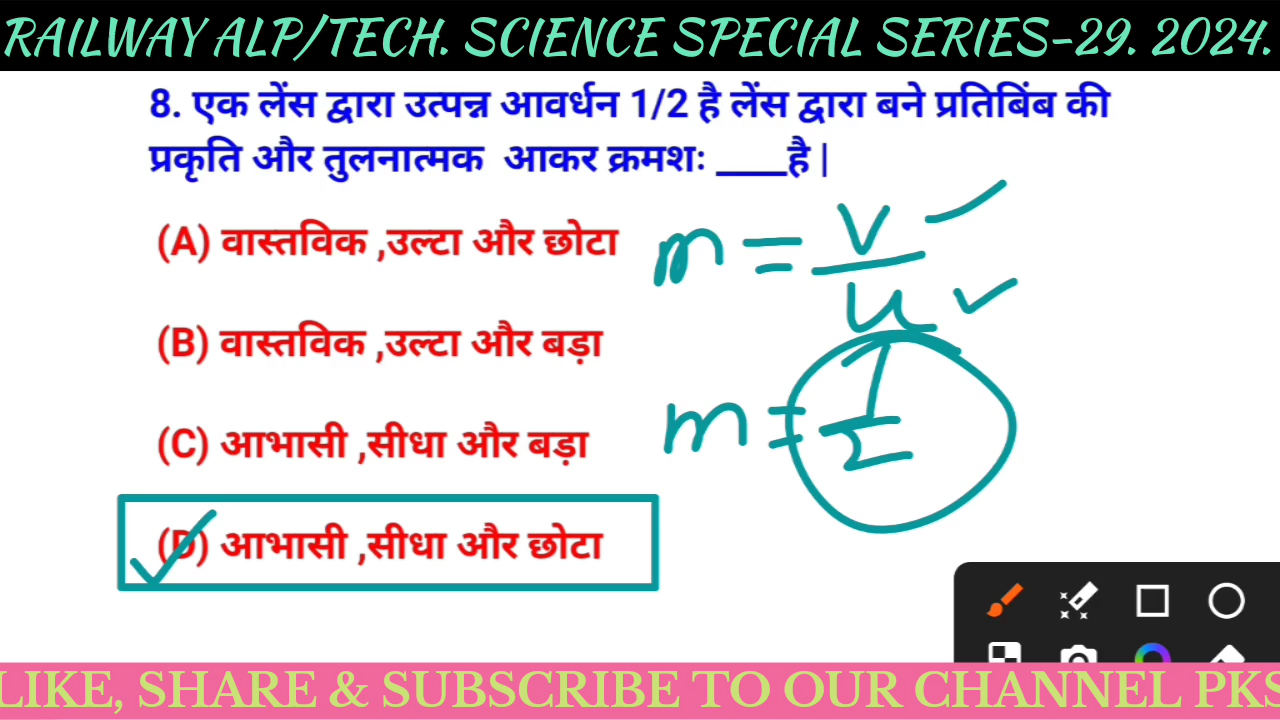 RAILWAY ALP/TECH. SCIENCE SPECIAL SERIES-29. 2024.
8. एक लेंस द्वारा उत्पन्न आवर्धन 1/2 है लेंस द्वारा बने प्रतिबिंब की
प्रकृति और तुलनात्मक आकर क्रमशः ____है |
(A) वास्तविक ,उल्टा और छोटा
(B) वास्तविक ,उल्टा और बड़ा
(C) आभासी ,सीधा और बड़ा
(D) आभासी ,सीधा और छोटा
m = v/u
m = 1/2
LIKE, SHARE & SUBSCRIBE TO OUR CHANNEL PKS